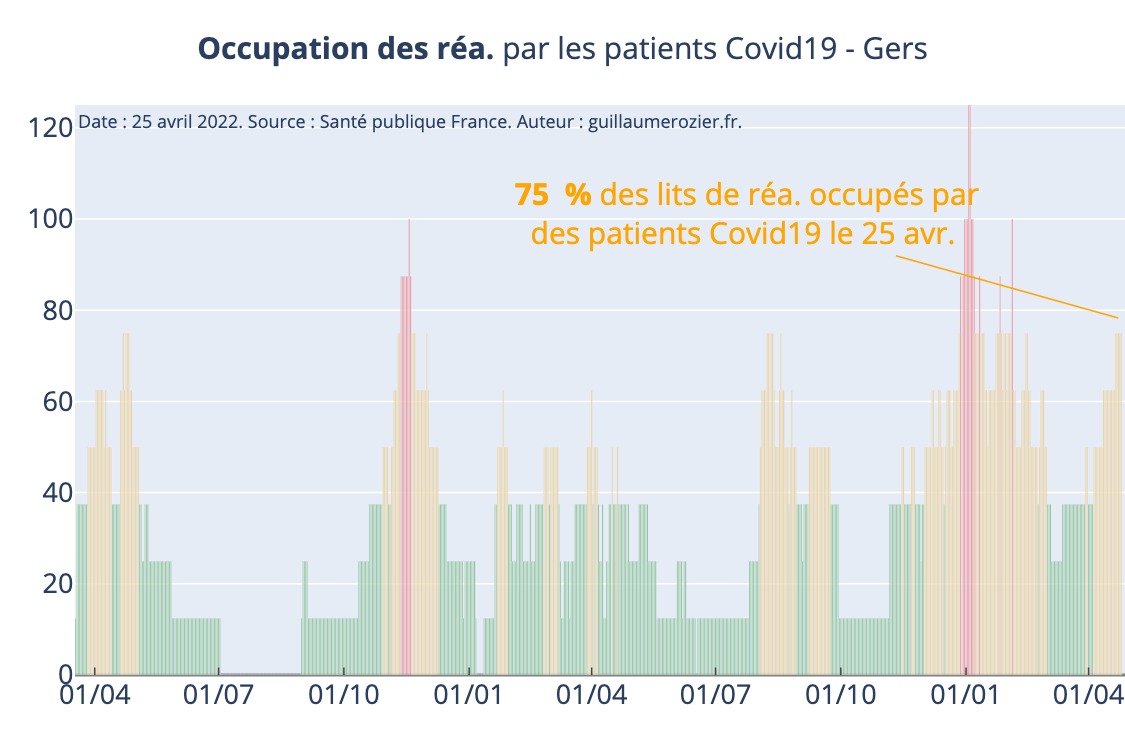 Occupation des réa. par les patients Covid19 - Gers
Date : 25 avril 2022. Source : Santé publique France. Auteur : guillaumerozier.fr.
75 % des lits de réa. occupés par
des patients Covid19 le 25 avr.
120
100
80
60
40
20
0
01/04 01/07 01/10 01/01 01/04 01/07 01/10 01/01 01/04